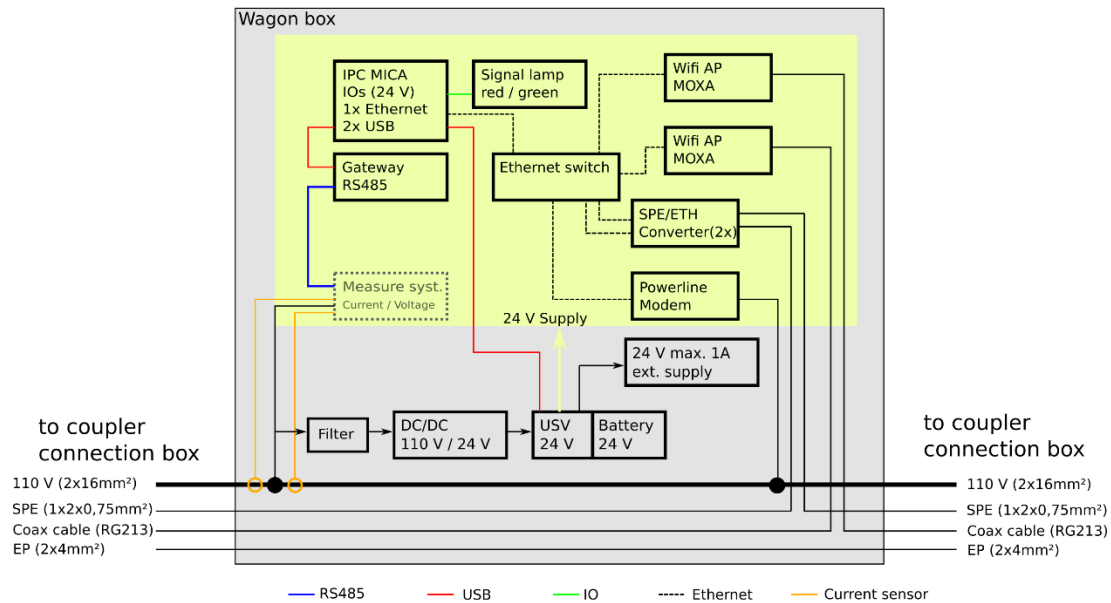 Wagon box
IPC MICA
IOs (24 V)
1x Ethernet
2x USB
Signal lamp
red / green
Wifi AP
MOXA
Wifi AP
MOXA
Gateway
RS485
Ethernet switch
SPE/ETH
Converter(2x)
Measure syst.
Current / Voltage
Powerline
Modem
24 V Supply
24 V max. 1A
ext. supply
Filter
DC/DC
110 V / 24 V
USV
24 V
Battery
24 V
to coupler
connection box
110 V (2x16mm²)
SPE (1x2x0,75mm²)
Coax cable (RG213)
EP (2x4mm²)
to coupler
connection box
110 V (2x16mm²)
SPE (1x2x0,75mm²)
Coax cable (RG213)
EP (2x4mm²)
RS485
USB
IO
Ethernet
Current sensor